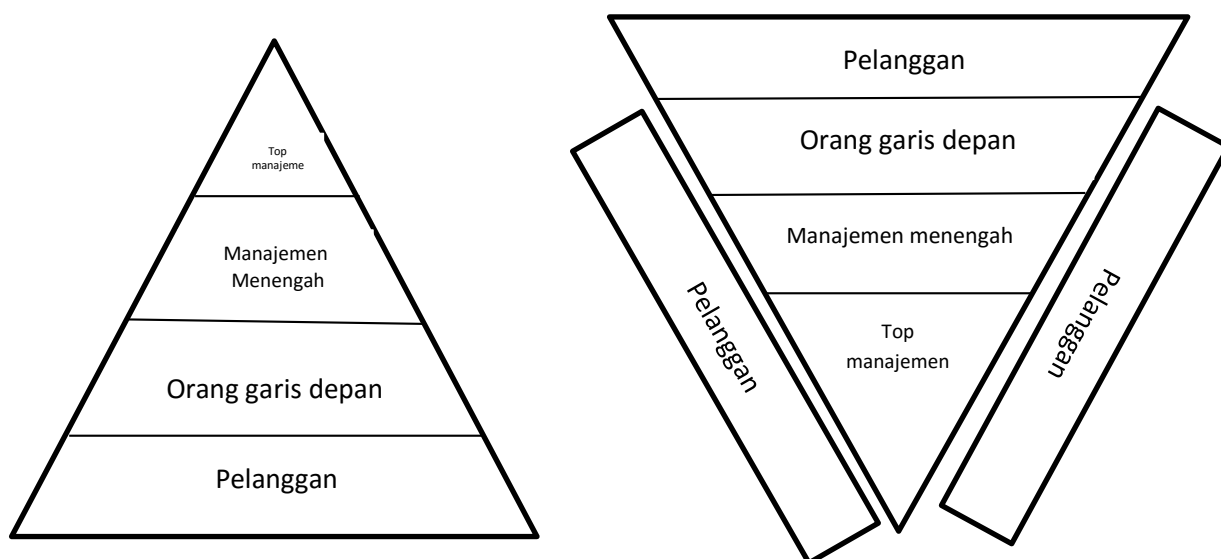 Top
manajeme
Manajemen
Menengah
Orang garis depan
Pelanggan
Pelanggan
Orang garis depan
Manajemen menengah
Top
manajemen
Pelanggan
Pelanggan